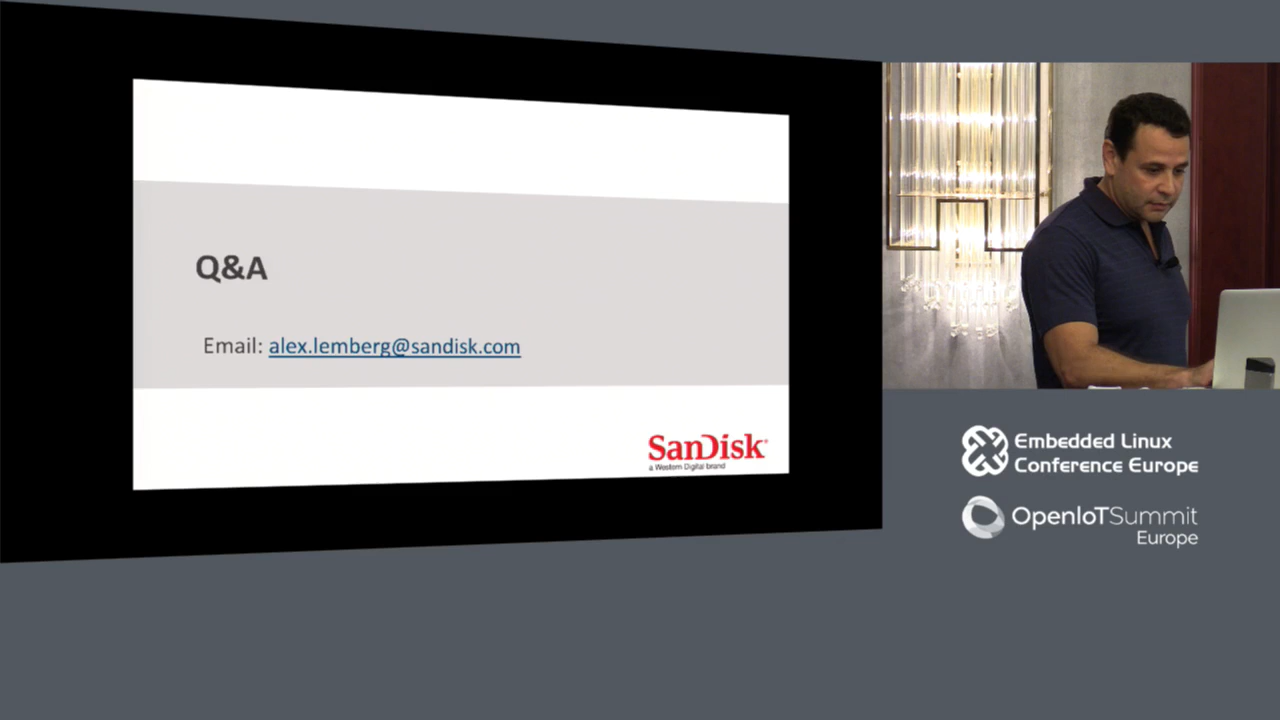 Q&A
Email: alex.lemberg@sandisk.com
SanDisk®
a Western Digital brand
Embedded Linux
Conference Europe
OpenIoTSummit
Europe